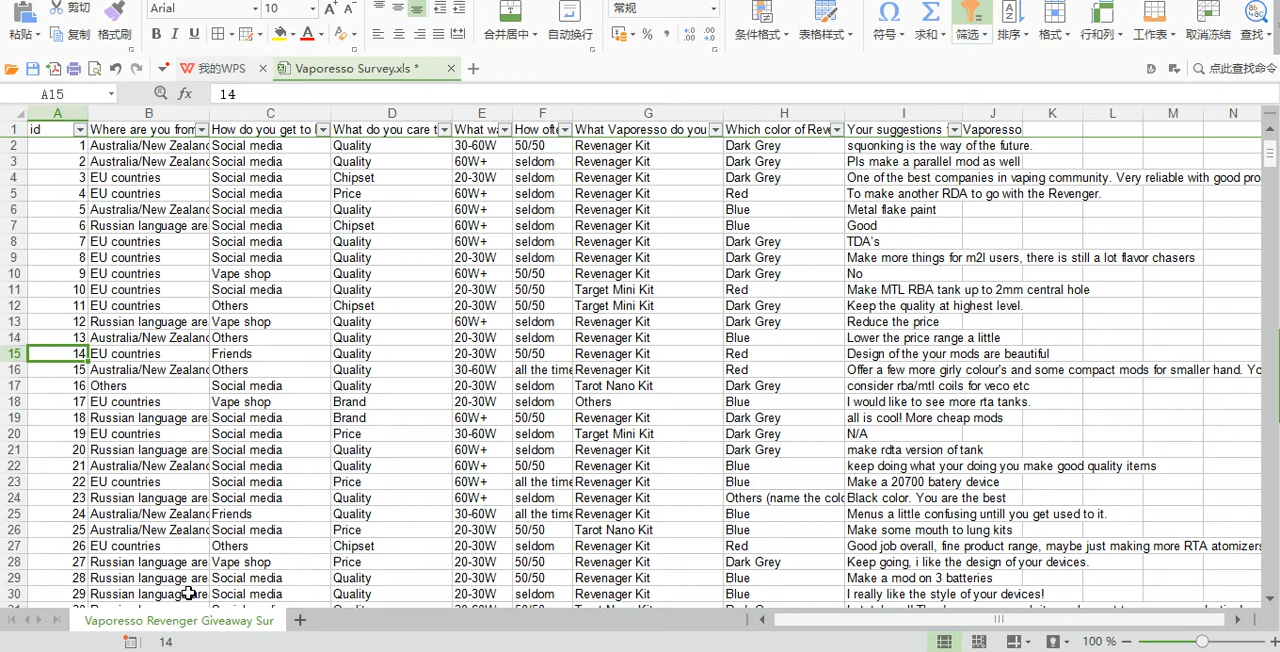 剪切 Arial 10 A⁺ A⁻ 常规
粘贴 复制 格式刷 B I U A 合并居中 自动换行 % 条件格式 表格样式 符号 求和 筛选 排序 格式 行和列 工作表 取消冻结 查找
我的WPS × Vaporesso Survey.xls * × + 点此查找命令
A15 fx 14
A B C D E F G H I J K L M N
1 id Where are you from How do you get to What do you care t What wa How ofte What Vaporesso do you Which color of Reve Your suggestions Vaporesso
2 1 Australia/New Zealand Social media Quality 30-60W 50/50 Revenager Kit Dark Grey squonking is the way of the future.
3 2 Australia/New Zealand Social media Quality 60W+ seldom Revenager Kit Dark Grey Pls make a parallel mod as well
4 3 EU countries Social media Chipset 20-30W seldom Revenager Kit Dark Grey One of the best companies in vaping community. Very reliable with good pro
5 4 EU countries Social media Price 60W+ seldom Revenager Kit Red To make another RDA to go with the Revenger.
6 5 Australia/New Zealand Social media Quality 60W+ seldom Revenager Kit Blue Metal flake paint
7 6 Russian language are Social media Chipset 60W+ seldom Revenager Kit Blue Good
8 7 EU countries Social media Quality 60W+ seldom Revenager Kit Dark Grey TDA's
9 8 EU countries Social media Quality 20-30W seldom Revenager Kit Dark Grey Make more things for m2l users, there is still a lot flavor chasers
10 9 EU countries Vape shop Quality 60W+ 50/50 Revenager Kit Dark Grey No
11 10 EU countries Social media Quality 20-30W 50/50 Target Mini Kit Red Make MTL RBA tank up to 2mm central hole
12 11 EU countries Others Chipset 20-30W 50/50 Target Mini Kit Dark Grey Keep the quality at highest level.
13 12 Russian language are Vape shop Quality 60W+ seldom Revenager Kit Dark Grey Reduce the price
14 13 Australia/New Zealand Others Quality 20-30W seldom Revenager Kit Blue Lower the price range a little
15 14 EU countries Friends Quality 20-30W 50/50 Revenager Kit Red Design of the your mods are beautiful
16 15 Australia/New Zealand Others Quality 30-60W all the time Revenager Kit Red Offer a few more girly colour's and some compact mods for smaller hand. Yo
17 16 Others Social media Quality 20-30W seldom Tarot Nano Kit Dark Grey consider rba/mtl coils for veco etc
18 17 EU countries Vape shop Brand 20-30W seldom Others Blue I would like to see more rta tanks.
19 18 Russian language are Social media Brand 60W+ seldom Revenager Kit Dark Grey all is cool! More cheap mods
20 19 EU countries Social media Price 30-60W seldom Target Mini Kit Dark Grey N/A
21 20 Russian language are Social media Quality 60W+ seldom Revenager Kit Dark Grey make rdta version of tank
22 21 Australia/New Zealand Social media Quality 60W+ 50/50 Revenager Kit Blue keep doing what your doing you make good quality items
23 22 EU countries Social media Price 60W+ all the time Revenager Kit Blue Make a 20700 batery device
24 23 Russian language are Social media Quality 60W+ seldom Revenager Kit Others (name the colo Black color. You are the best
25 24 Australia/New Zealand Friends Quality 30-60W all the time Revenager Kit Blue Menus a little confusing untill you get used to it.
26 25 Australia/New Zealand Social media Price 20-30W 50/50 Tarot Nano Kit Blue Make some mouth to lung kits
27 26 EU countries Others Chipset 20-30W 50/50 Revenager Kit Red Good job overall, fine product range, maybe just making more RTA atomizers
28 27 Russian language are Vape shop Price 20-30W 50/50 Revenager Kit Dark Grey Keep going, i like the design of your devices.
29 28 Russian language are Social media Quality 20-30W 50/50 Revenager Kit Blue Make a mod on 3 batteries
30 29 Russian language are Social media Quality 20-30W seldom Revenager Kit Blue I really like the style of your devices!
Vaporesso Revenger Giveaway Sur +
14 100 %